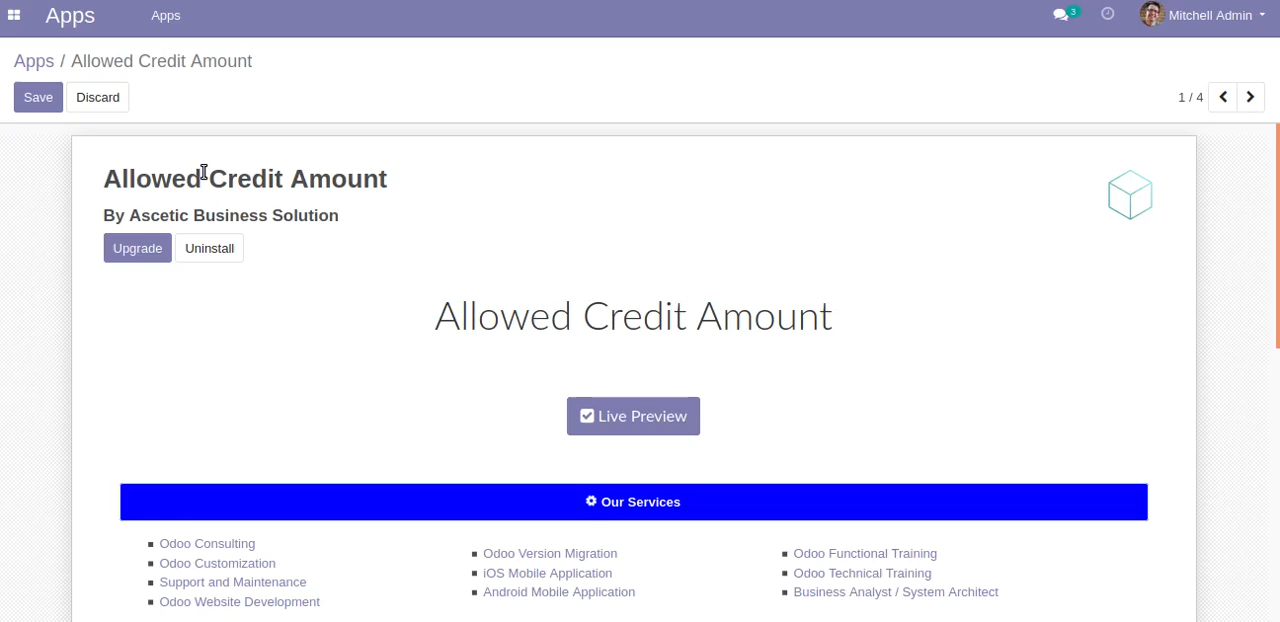 Apps Apps 3 Mitchell Admin
Apps / Allowed Credit Amount
Save Discard 1 / 4
Allowed Credit Amount
By Ascetic Business Solution
Upgrade Uninstall
Allowed Credit Amount
Live Preview
Our Services
Odoo Consulting
Odoo Customization
Support and Maintenance
Odoo Website Development
Odoo Version Migration
iOS Mobile Application
Android Mobile Application
Odoo Functional Training
Odoo Technical Training
Business Analyst / System Architect